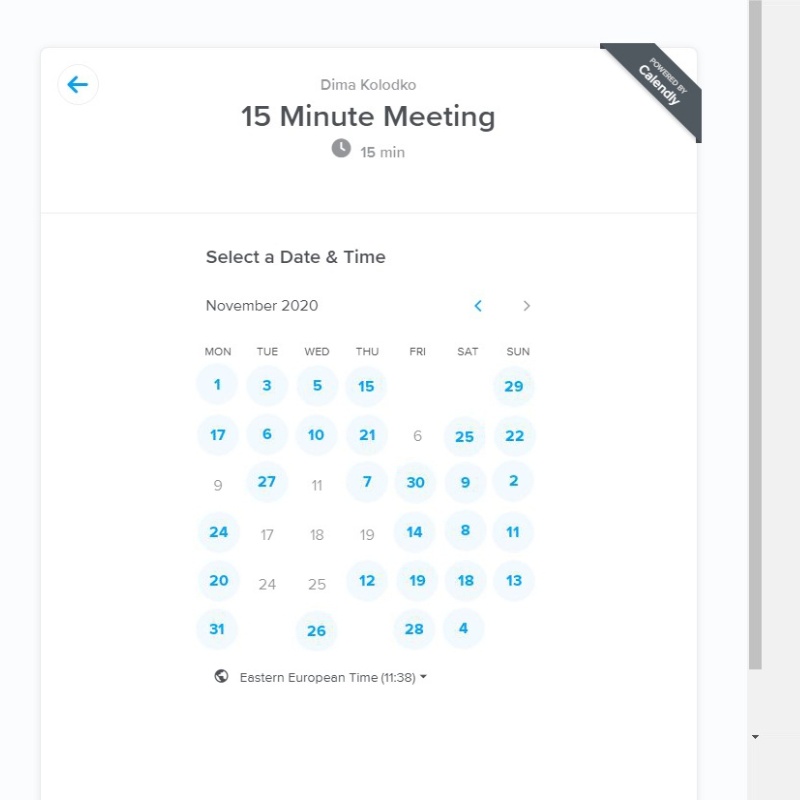 POWERED BY
Calendly
Dima Kolodko
15 Minute Meeting
15 min
Select a Date & Time
November 2020
MON TUE WED THU FRI SAT SUN
1 3 5 15 29
17 6 10 21 6 25 22
9 27 11 7 30 9 2
24 17 18 19 14 8 11
20 24 25 12 19 18 13
31 26 28 4
Eastern European Time (11:38)